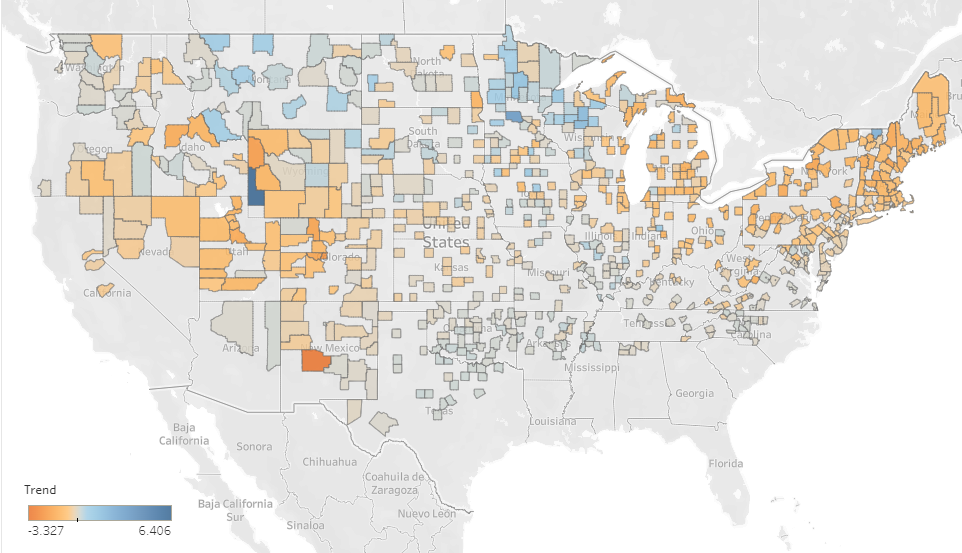 Washington
North
Dakota
South
Dakota
Oregon
Idaho
Wyoming
Wisconsin
New York
United
States
Nevada
Utah
Colorado
Kansas
Missouri
Illinois
Indiana
Ohio
West
Virginia
Kentucky
California
Arizona
New Mexico
Arkansas
Tennessee
Carolina
Mississippi
Georgia
Texas
Louisiana
Florida
Baja
California
Sonora
Chihuahua
Coahuila de
Zaragoza
Baja California
Sur
Sinaloa
Nuevo León
Trend
-3.327
6.406